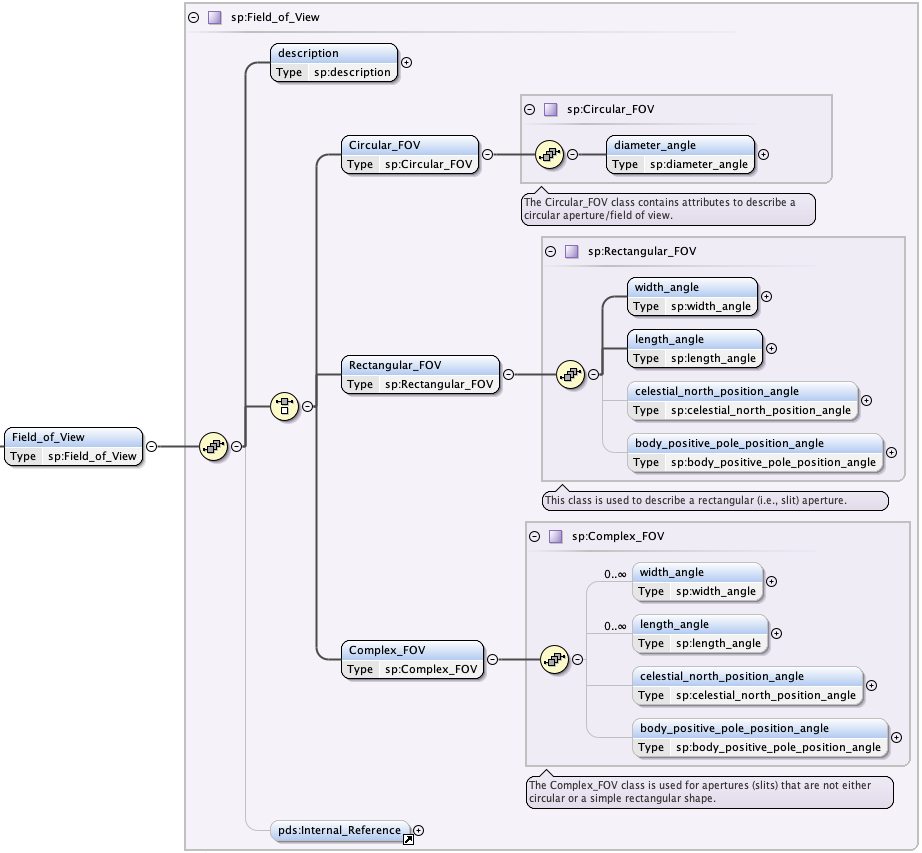 sp:Field_of_View
description
Type sp:description
sp:Circular_FOV
Circular_FOV
Type sp:Circular_FOV
diameter_angle
Type sp:diameter_angle
The Circular_FOV class contains attributes to describe a
circular aperture/field of view.
sp:Rectangular_FOV
width_angle
Type sp:width_angle
length_angle
Type sp:length_angle
Rectangular_FOV
Type sp:Rectangular_FOV
celestial_north_position_angle
Type sp:celestial_north_position_angle
body_positive_pole_position_angle
Type sp:body_positive_pole_position_angle
Field_of_View
Type sp:Field_of_View
This class is used to describe a rectangular (i.e., slit) aperture.
sp:Complex_FOV
0..∞
width_angle
Type sp:width_angle
0..∞
length_angle
Type sp:length_angle
Complex_FOV
Type sp:Complex_FOV
celestial_north_position_angle
Type sp:celestial_north_position_angle
body_positive_pole_position_angle
Type sp:body_positive_pole_position_angle
The Complex_FOV class is used for apertures (slits) that are not either
circular or a simple rectangular shape.
pds:Internal_Reference